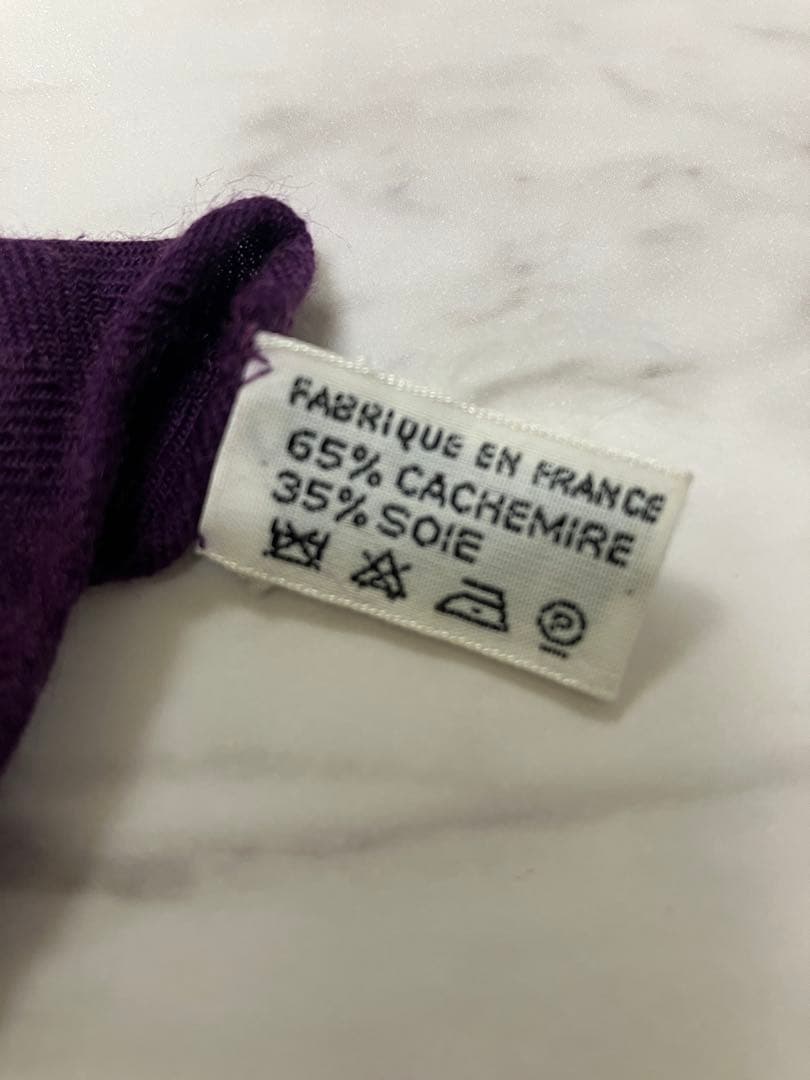 FABRIQUE EN FRANCE
65% CACHEMIRE
35% SOIE
P